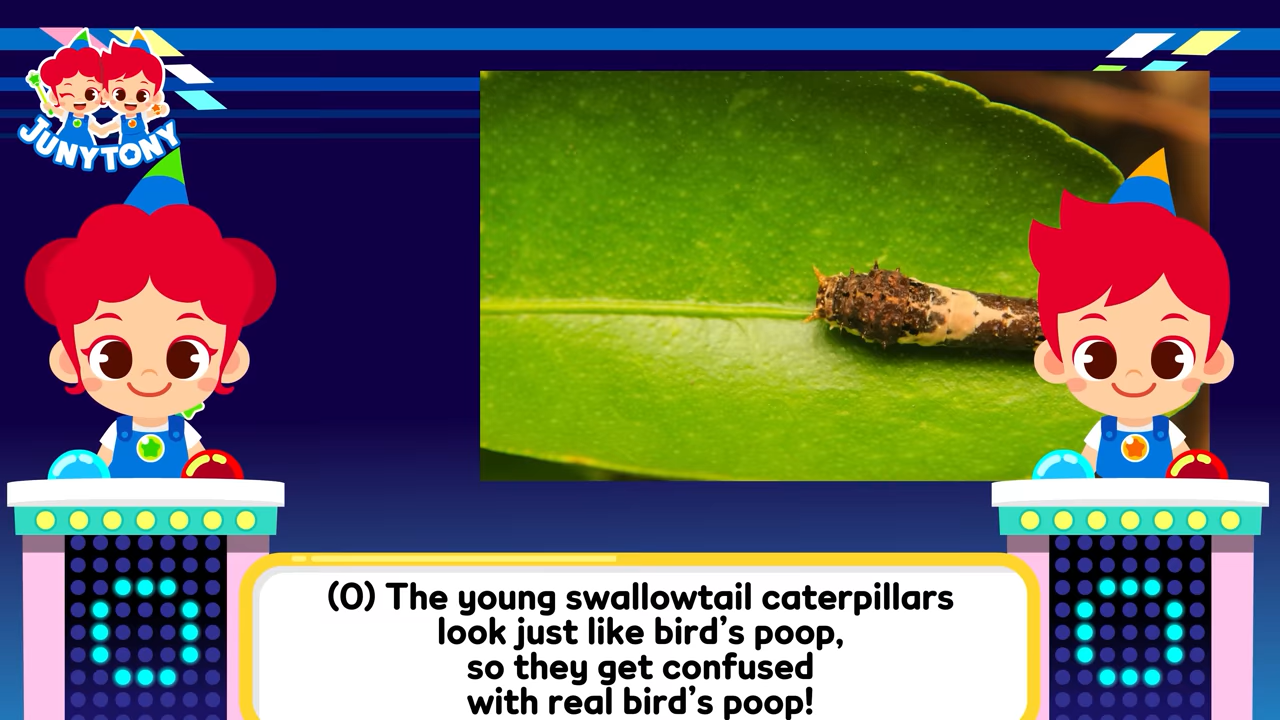 JUNYTONY
(O) The young swallowtail caterpillars
look just like bird's poop,
so they get confused
with real bird's poop!